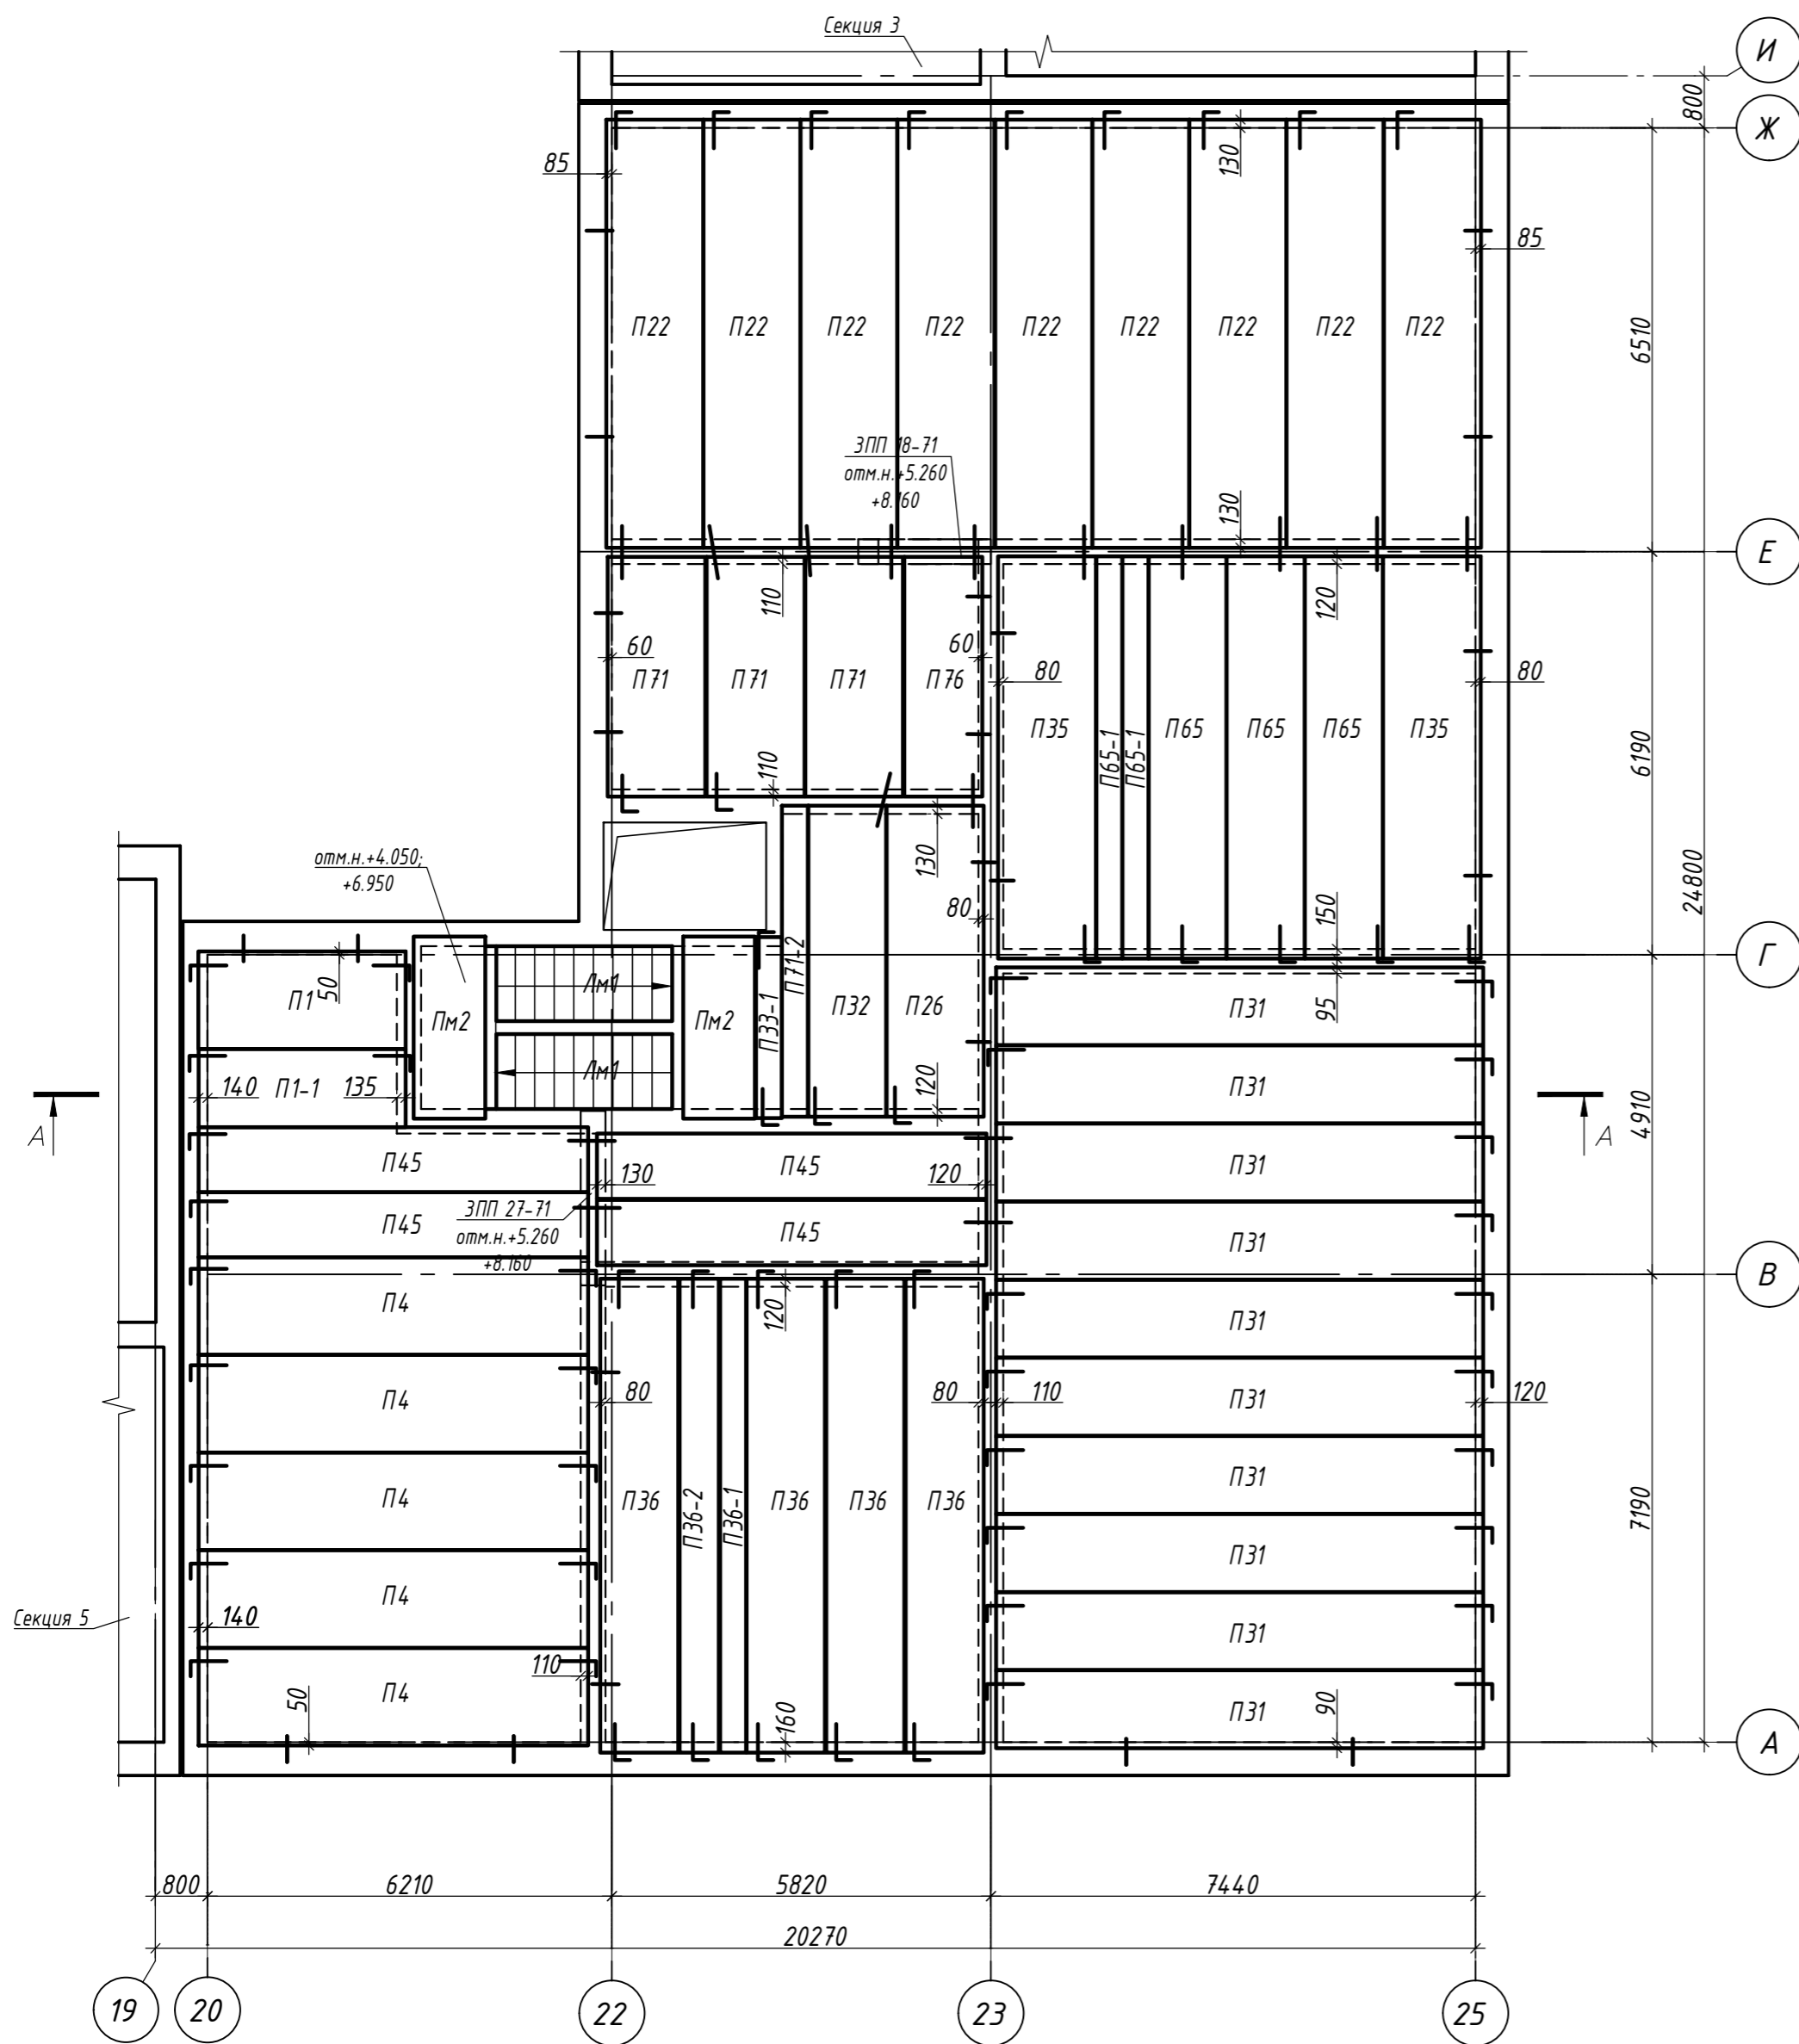 Секция 3
И
800
Ж
85
130
85
П22 П22 П22 П22 П22 П22 П22 П22 П22
6510
ЗПП 18-71
отм.н.+5.260
+8.160
130
Е
110
120
60
60
80
80
П71 П71 П71 П76
П35 П65-1 П65-1 П65 П65 П65 П35
6190
110
отм.н.+4.050;
+6.950
130
24800
80
150
Г
П1
50
Пм2
Лм1
Пм2
П33-1
П71-2
П32
П26
95
П31
140
П1-1
135
Лм1
120
П31
4910
А
А
П45
П45
130
120
П31
ЗПП 27-71
отм.н.+5.260
+8.160
П45
П45
П31
В
П4
120
П31
П4
80
80
110
П31
120
П4
П36
П36-2
П36-1
П36
П36
П36
П31
7190
П31
Секция 5
140
П4
П31
110
П4
50
160
П31
90
А
800
6210
5820
7440
20270
19
20
22
23
25